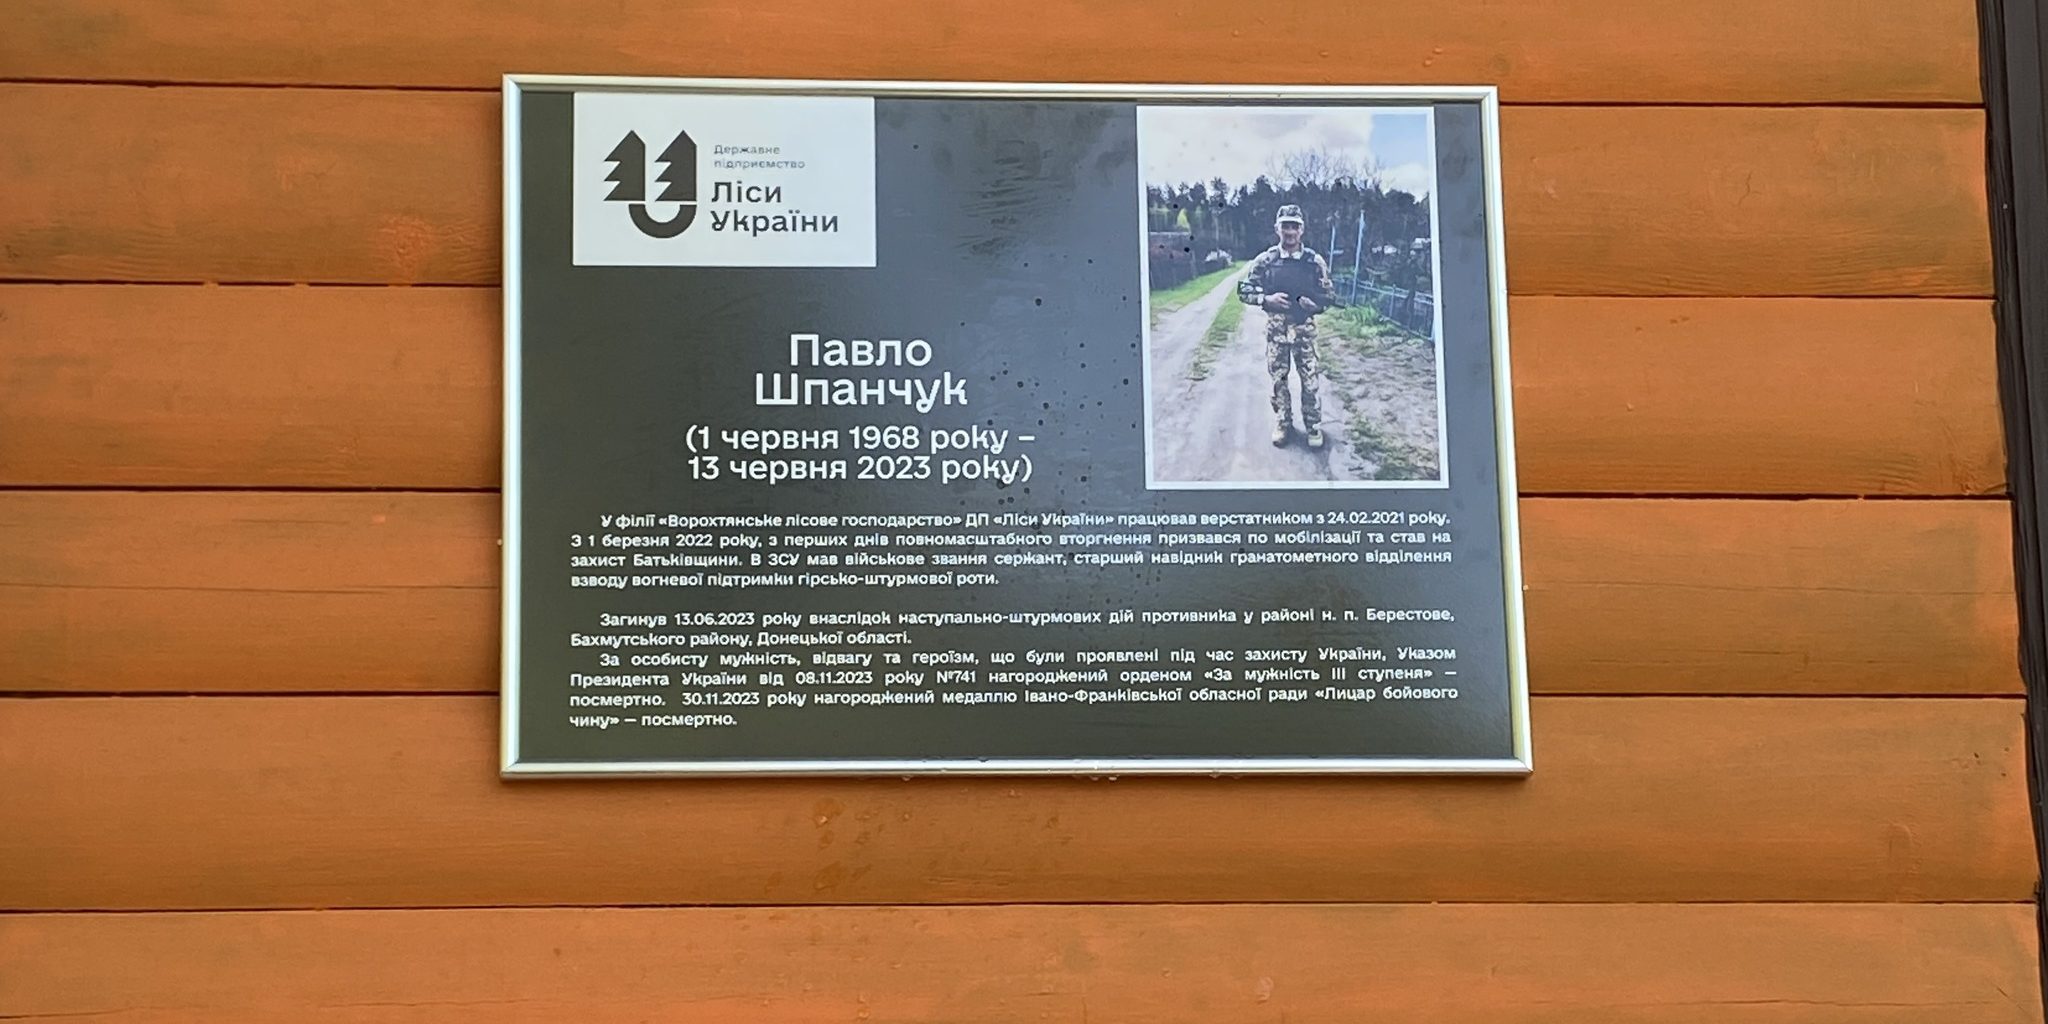 Державне
підприємство
Ліси
України
Павло
Шпанчук
(1 червня 1968 року –
13 червня 2023 року)
У філії «Ворохтянське лісове господарство» ДП «Ліси України» працював верстатником з 24.02.2021 року.
З 1 березня 2022 року, з перших днів повномасштабного вторгнення призвався по мобілізації та став на
захист Батьківщини. В ЗСУ мав військове звання сержант, старший навідник гранатометного відділення
взводу вогневої підтримки гірсько-штурмової роти.
Загинув 13.06.2023 року внаслідок наступально-штурмових дій противника у районі н. п. Берестове,
Бахмутського району, Донецької області.
За особисту мужність, відвагу та героїзм, що були проявлені під час захисту України, Указом
Президента України від 08.11.2023 року №741 нагороджений орденом «За мужність III ступеня» –
посмертно. 30.11.2023 року нагороджений медаллю Івано-Франківської обласної ради «Лицар бойового
чину» – посмертно.